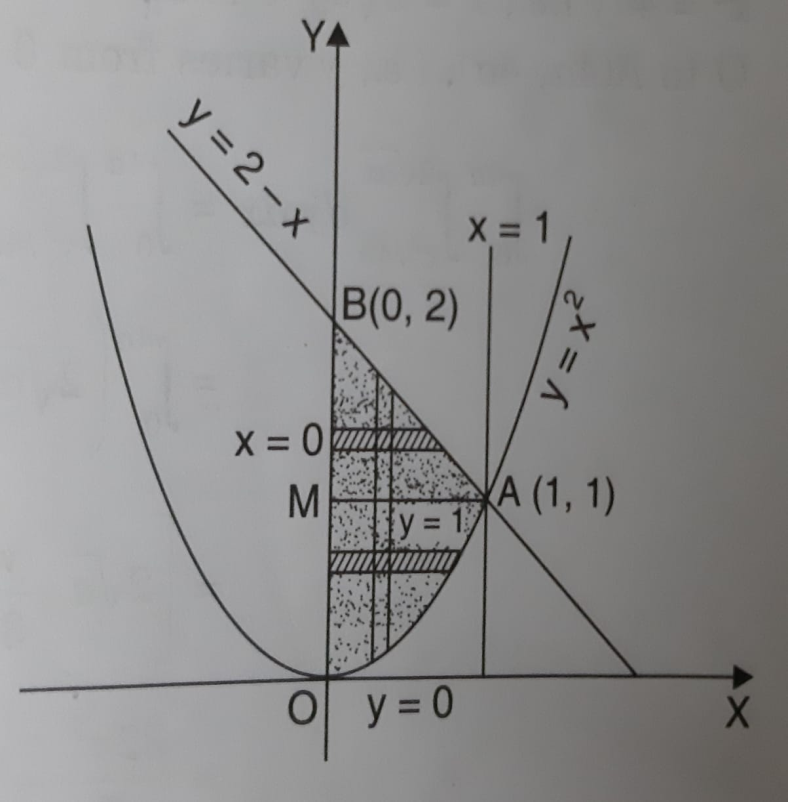 Y
y = 2 – x
x = 1
B(0, 2)
y = x²
x = 0
M
A (1, 1)
y = 1
O
y = 0
X